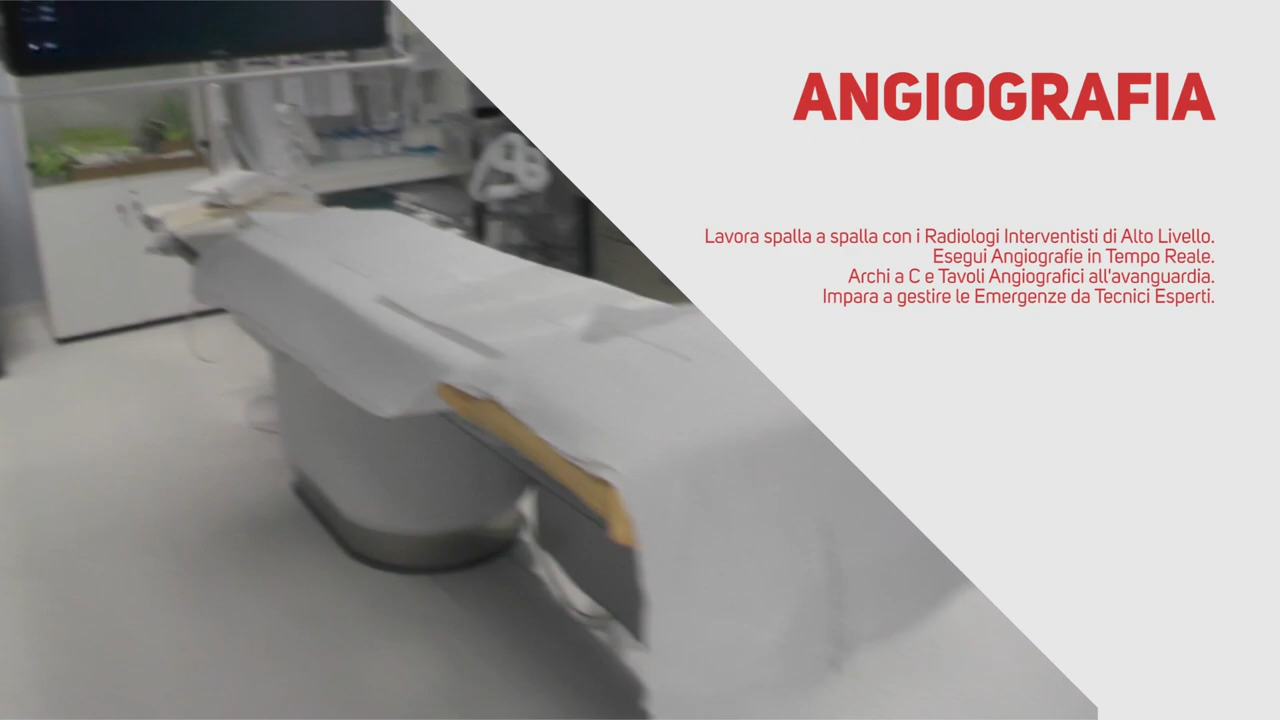 ANGIOGRAFIA
Lavora spalla a spalla con i Radiologi Interventisti di Alto Livello.
Esegui Angiografie in Tempo Reale.
Archi a C e Tavoli Angiografici all'avanguardia.
Impara a gestire le Emergenze da Tecnici Esperti.